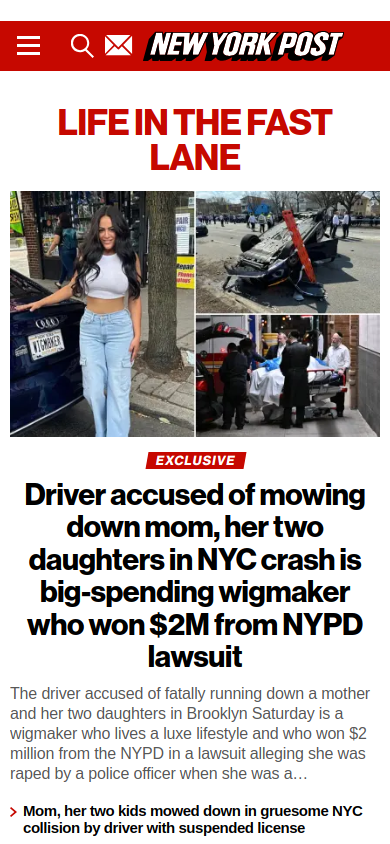 NEW YORK POST
LIFE IN THE FAST
LANE
WIGMAKER
EXCLUSIVE
Driver accused of mowing
down mom, her two
daughters in NYC crash is
big-spending wigmaker
who won $2M from NYPD
lawsuit
The driver accused of fatally running down a mother
and her two daughters in Brooklyn Saturday is a
wigmaker who lives a luxe lifestyle and who won $2
million from the NYPD in a lawsuit alleging she was
raped by a police officer when she was a…
Mom, her two kids mowed down in gruesome NYC
collision by driver with suspended license